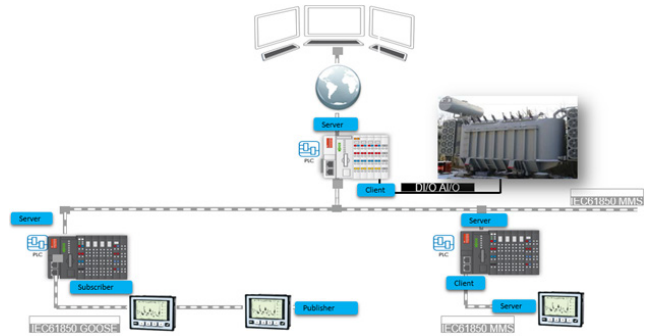 Server
PLC
Client
DI/O AI/O
IEC61850 MMS
Server
Server
PLC
PLC
Subscriber
Client
Publisher
Server
IEC61850 GOOSE
IEC61850 MMS